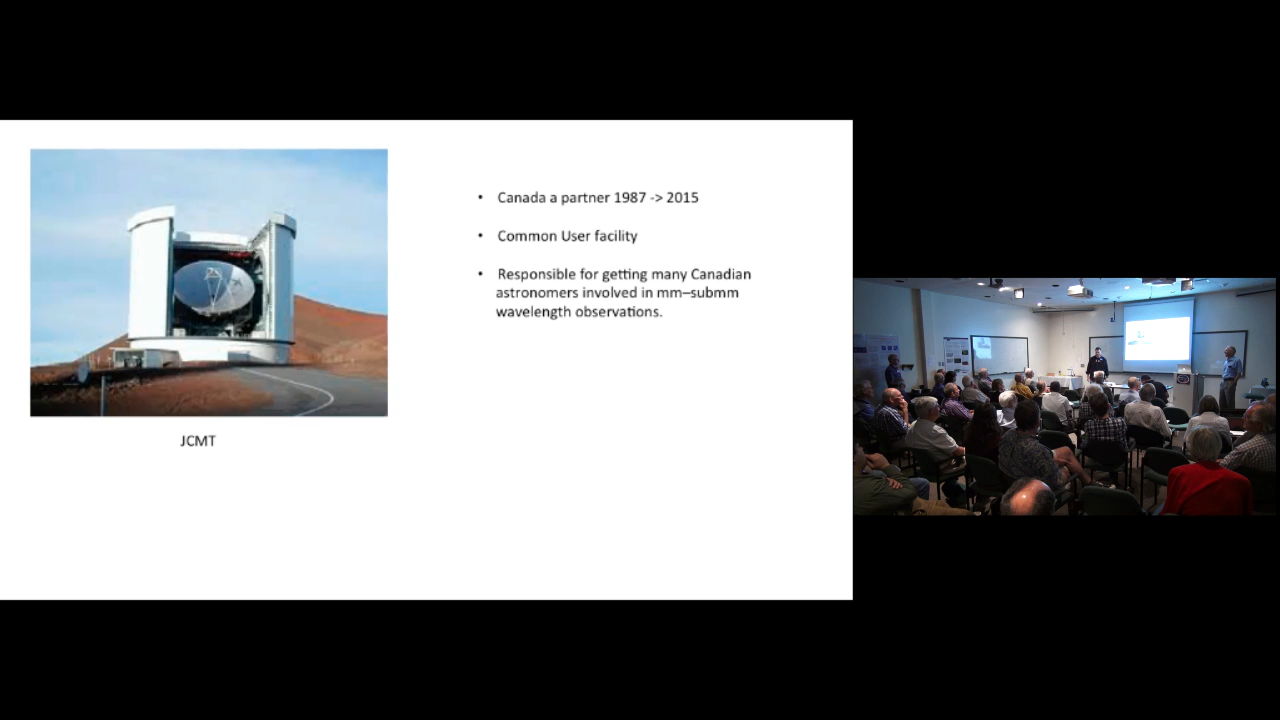 • Canada a partner 1987 -> 2015
• Common User facility
• Responsible for getting many Canadian
astronomers involved in mm–submm
wavelength observations.
JCMT